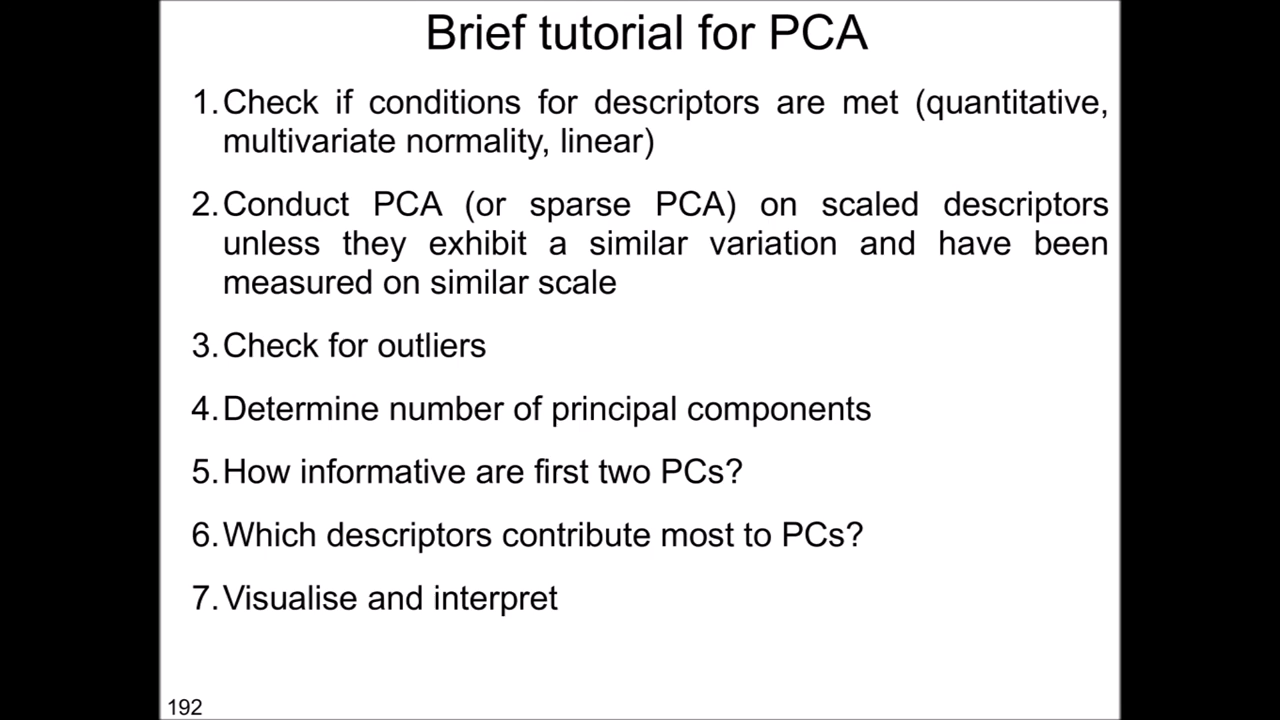 Brief tutorial for PCA
1. Check if conditions for descriptors are met (quantitative,
multivariate normality, linear)
2. Conduct PCA (or sparse PCA) on scaled descriptors
unless they exhibit a similar variation and have been
measured on similar scale
3. Check for outliers
4. Determine number of principal components
5. How informative are first two PCs?
6. Which descriptors contribute most to PCs?
7. Visualise and interpret
192